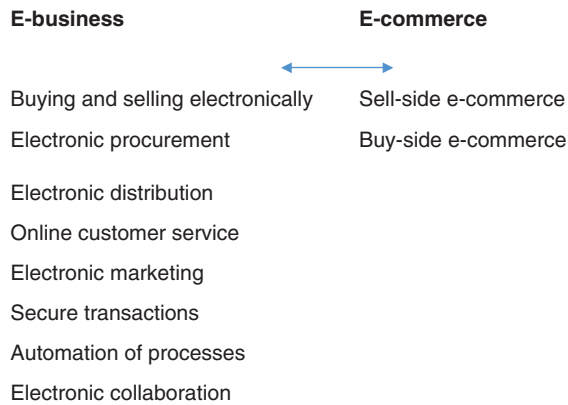 E-business E-commerce
Buying and selling electronically Sell-side e-commerce
Electronic procurement Buy-side e-commerce
Electronic distribution
Online customer service
Electronic marketing
Secure transactions
Automation of processes
Electronic collaboration